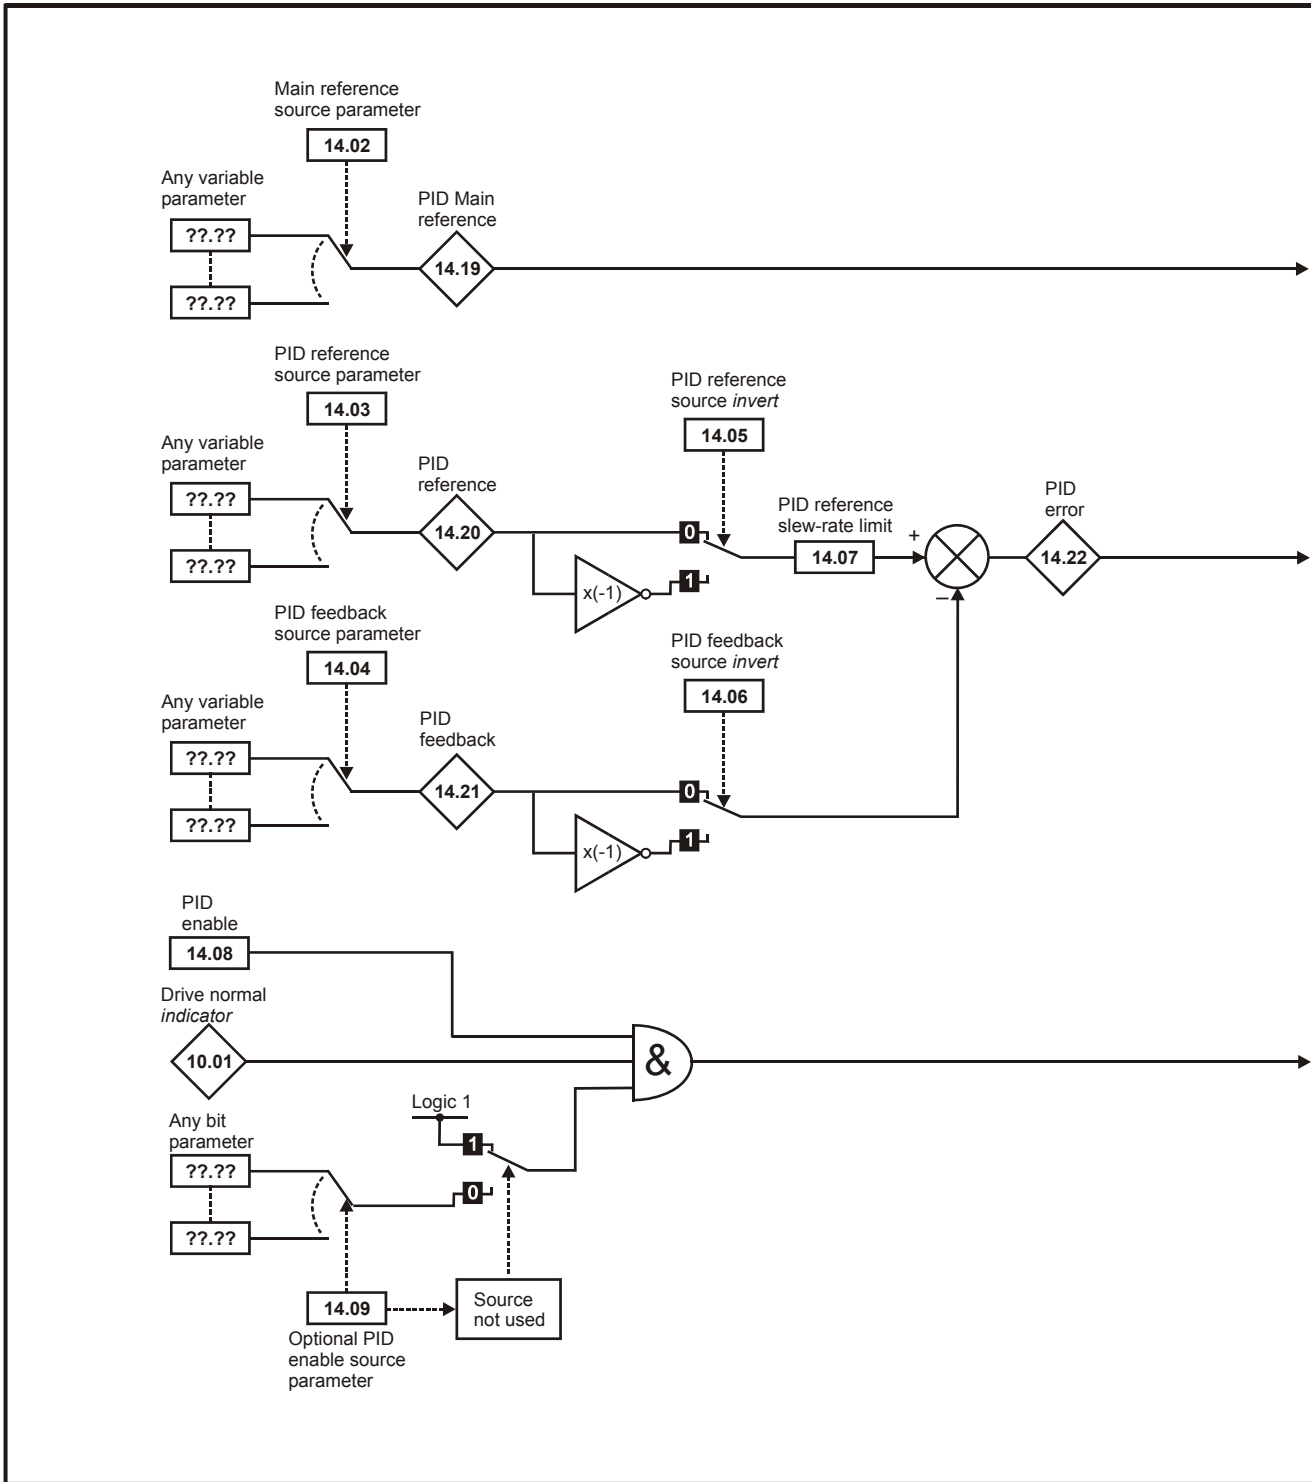 Main reference
source parameter
14.02
Any variable
parameter
??.??
??.??
PID Main
reference
14.19
PID reference
source parameter
14.03
Any variable
parameter
??.??
??.??
PID
reference
14.20
x(-1)
0
1
PID reference
source invert
14.05
PID reference
slew-rate limit
14.07
+
–
PID
error
14.22
PID feedback
source parameter
14.04
Any variable
parameter
??.??
??.??
PID
feedback
14.21
x(-1)
0
1
PID feedback
source invert
14.06
PID
enable
14.08
Drive normal
indicator
10.01
&
Logic 1
1
0
Any bit
parameter
??.??
??.??
14.09
Optional PID
enable source
parameter
Source
not used